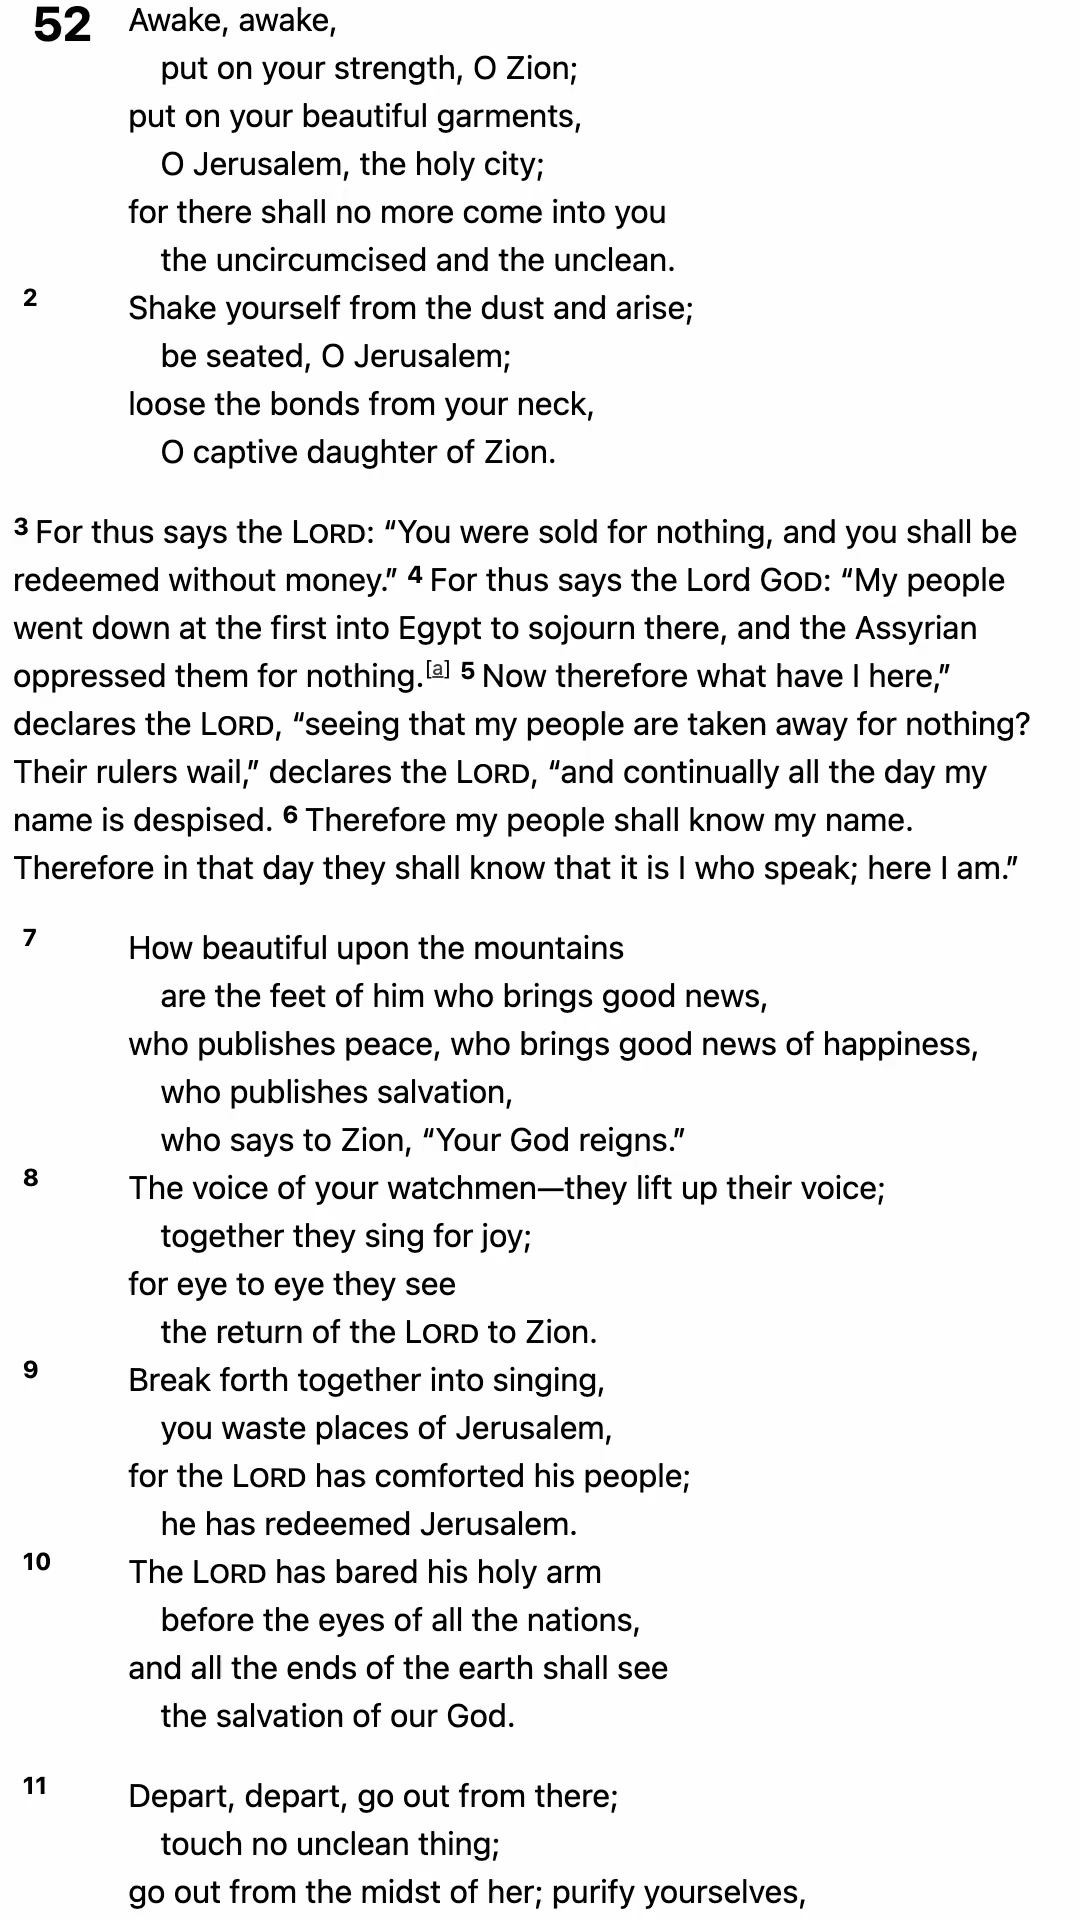 52 Awake, awake,
put on your strength, O Zion;
put on your beautiful garments,
O Jerusalem, the holy city;
for there shall no more come into you
the uncircumcised and the unclean.
2 Shake yourself from the dust and arise;
be seated, O Jerusalem;
loose the bonds from your neck,
O captive daughter of Zion.
3 For thus says the LORD: “You were sold for nothing, and you shall be
redeemed without money.” 4 For thus says the Lord GOD: “My people
went down at the first into Egypt to sojourn there, and the Assyrian
oppressed them for nothing.[a] 5 Now therefore what have I here,”
declares the LORD, “seeing that my people are taken away for nothing?
Their rulers wail,” declares the LORD, “and continually all the day my
name is despised. 6 Therefore my people shall know my name.
Therefore in that day they shall know that it is I who speak; here I am.”
7 How beautiful upon the mountains
are the feet of him who brings good news,
who publishes peace, who brings good news of happiness,
who publishes salvation,
who says to Zion, “Your God reigns.”
8 The voice of your watchmen—they lift up their voice;
together they sing for joy;
for eye to eye they see
the return of the LORD to Zion.
9 Break forth together into singing,
you waste places of Jerusalem,
for the LORD has comforted his people;
he has redeemed Jerusalem.
10 The LORD has bared his holy arm
before the eyes of all the nations,
and all the ends of the earth shall see
the salvation of our God.
11 Depart, depart, go out from there;
touch no unclean thing;
go out from the midst of her; purify yourselves,